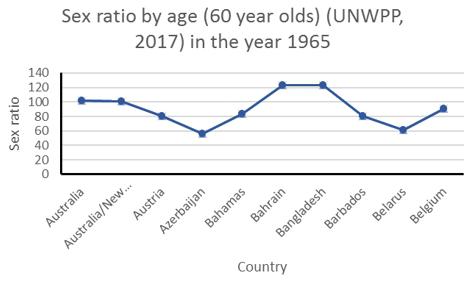 Sex ratio by age (60 year olds) (UNWPP,
2017) in the year 1965
Sex ratio
140
120
100
80
60
40
20
0
Australia
Australia/New...
Austria
Azerbaijan
Bahamas
Bahrain
Bangladesh
Barbados
Belarus
Belgium
Country